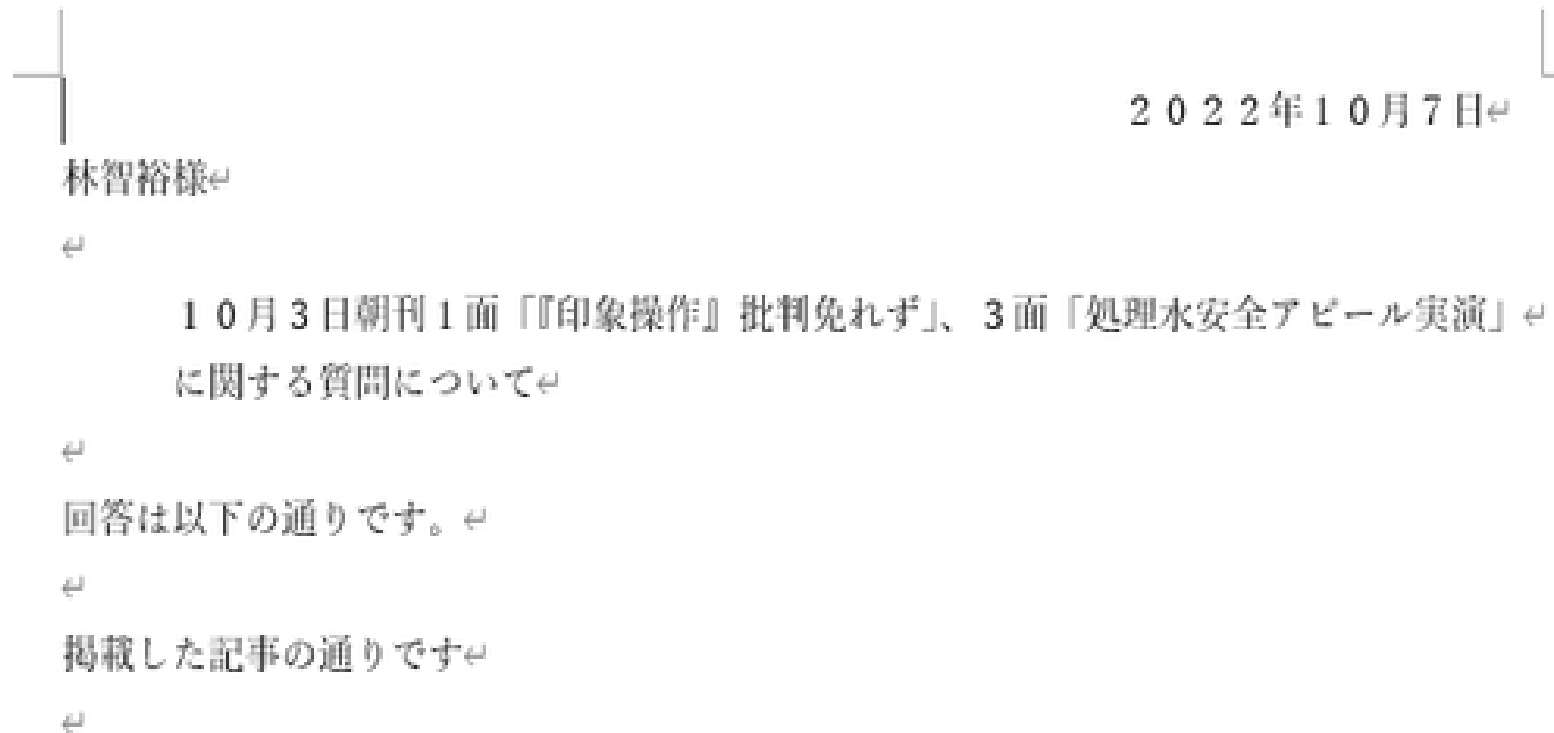 ２０２２年１０月７日
林智裕様
１０月３日朝刊１面「『印象操作』批判免れず」、３面「処理水安全アピール実演」
に関する質問について
回答は以下の通りです。
掲載した記事の通りです